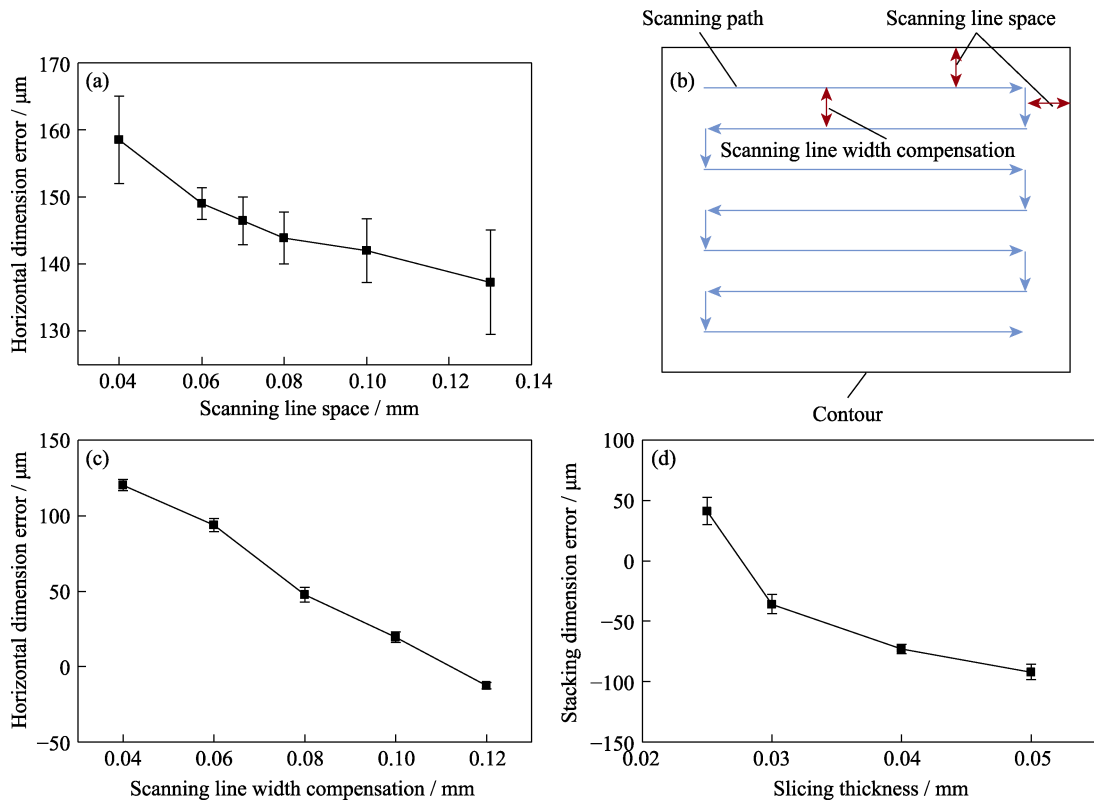 (a)
Horizontal dimension error / μm
170
160
150
140
130
0.04
0.06
0.08
0.10
0.12
0.14
Scanning line space / mm
(b)
Scanning path
Scanning line space
Scanning line width compensation
Contour
(c)
Horizontal dimension error / μm
150
100
50
0
−50
0.04
0.06
0.08
0.10
0.12
Scanning line width compensation / mm
(d)
Stacking dimension error / μm
100
50
0
−50
−100
−150
0.02
0.03
0.04
0.05
Slicing thickness / mm